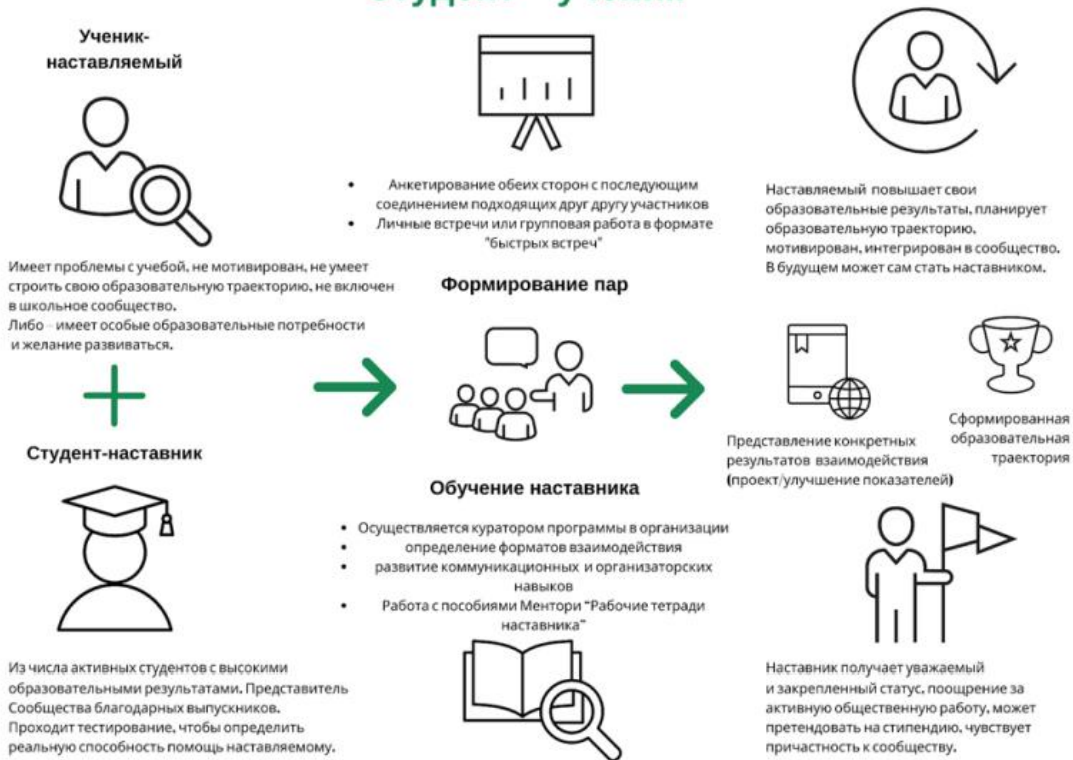 Ученик-
наставляемый
Имеет проблемы с учебой, не мотивирован, не умеет
строить свою образовательную траекторию, не включен
в школьное сообщество.
Либо – имеет особые образовательные потребности
и желание развиваться.
Студент-наставник
Из числа активных студентов с высокими
образовательными результатами. Представитель
Сообщества благодарных выпускников.
Проходит тестирование, чтобы определить
реальную способность помощь наставляемому.
• Анкетирование обеих сторон с последующим
соединением подходящих друг другу участников
• Личные встречи или групповая работа в формате
"быстрых встреч"
Формирование пар
Обучение наставника
• Осуществляется куратором программы в организации
• определение форматов взаимодействия
• развитие коммуникационных и организаторских
навыков
• Работа с пособиями Ментори "Рабочие тетради
наставника"
Наставляемый повышает свои
образовательные результаты, планирует
образовательную траекторию,
мотивирован, интегрирован в сообщество.
В будущем может сам стать наставником.
Представление конкретных
результатов взаимодействия
(проект/улучшение показателей)
Сформированная
образовательная
траектория
Наставник получает уважаемый
и закрепленный статус, поощрение за
активную общественную работу, может
претендовать на стипендию, чувствует
причастность к сообществу.